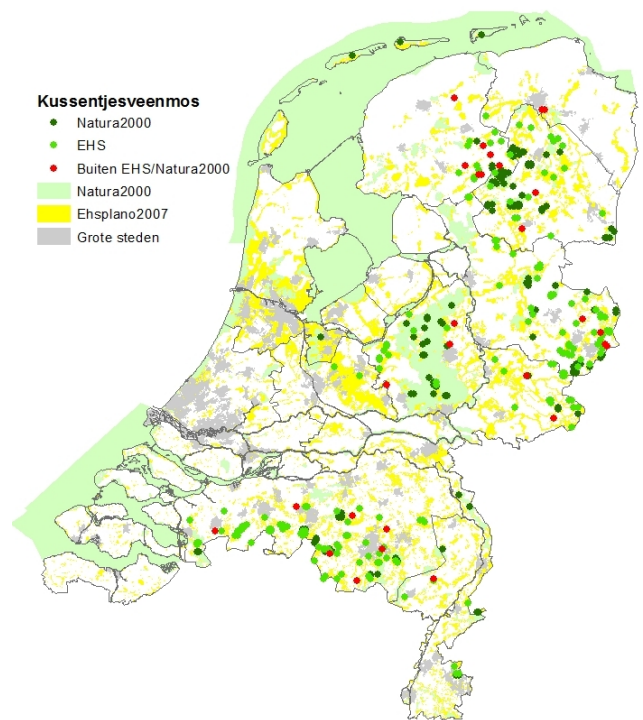 Kussentjesveenmos
Natura2000
EHS
Buiten EHS/Natura2000
Natura2000
Ehsplano2007
Grote steden